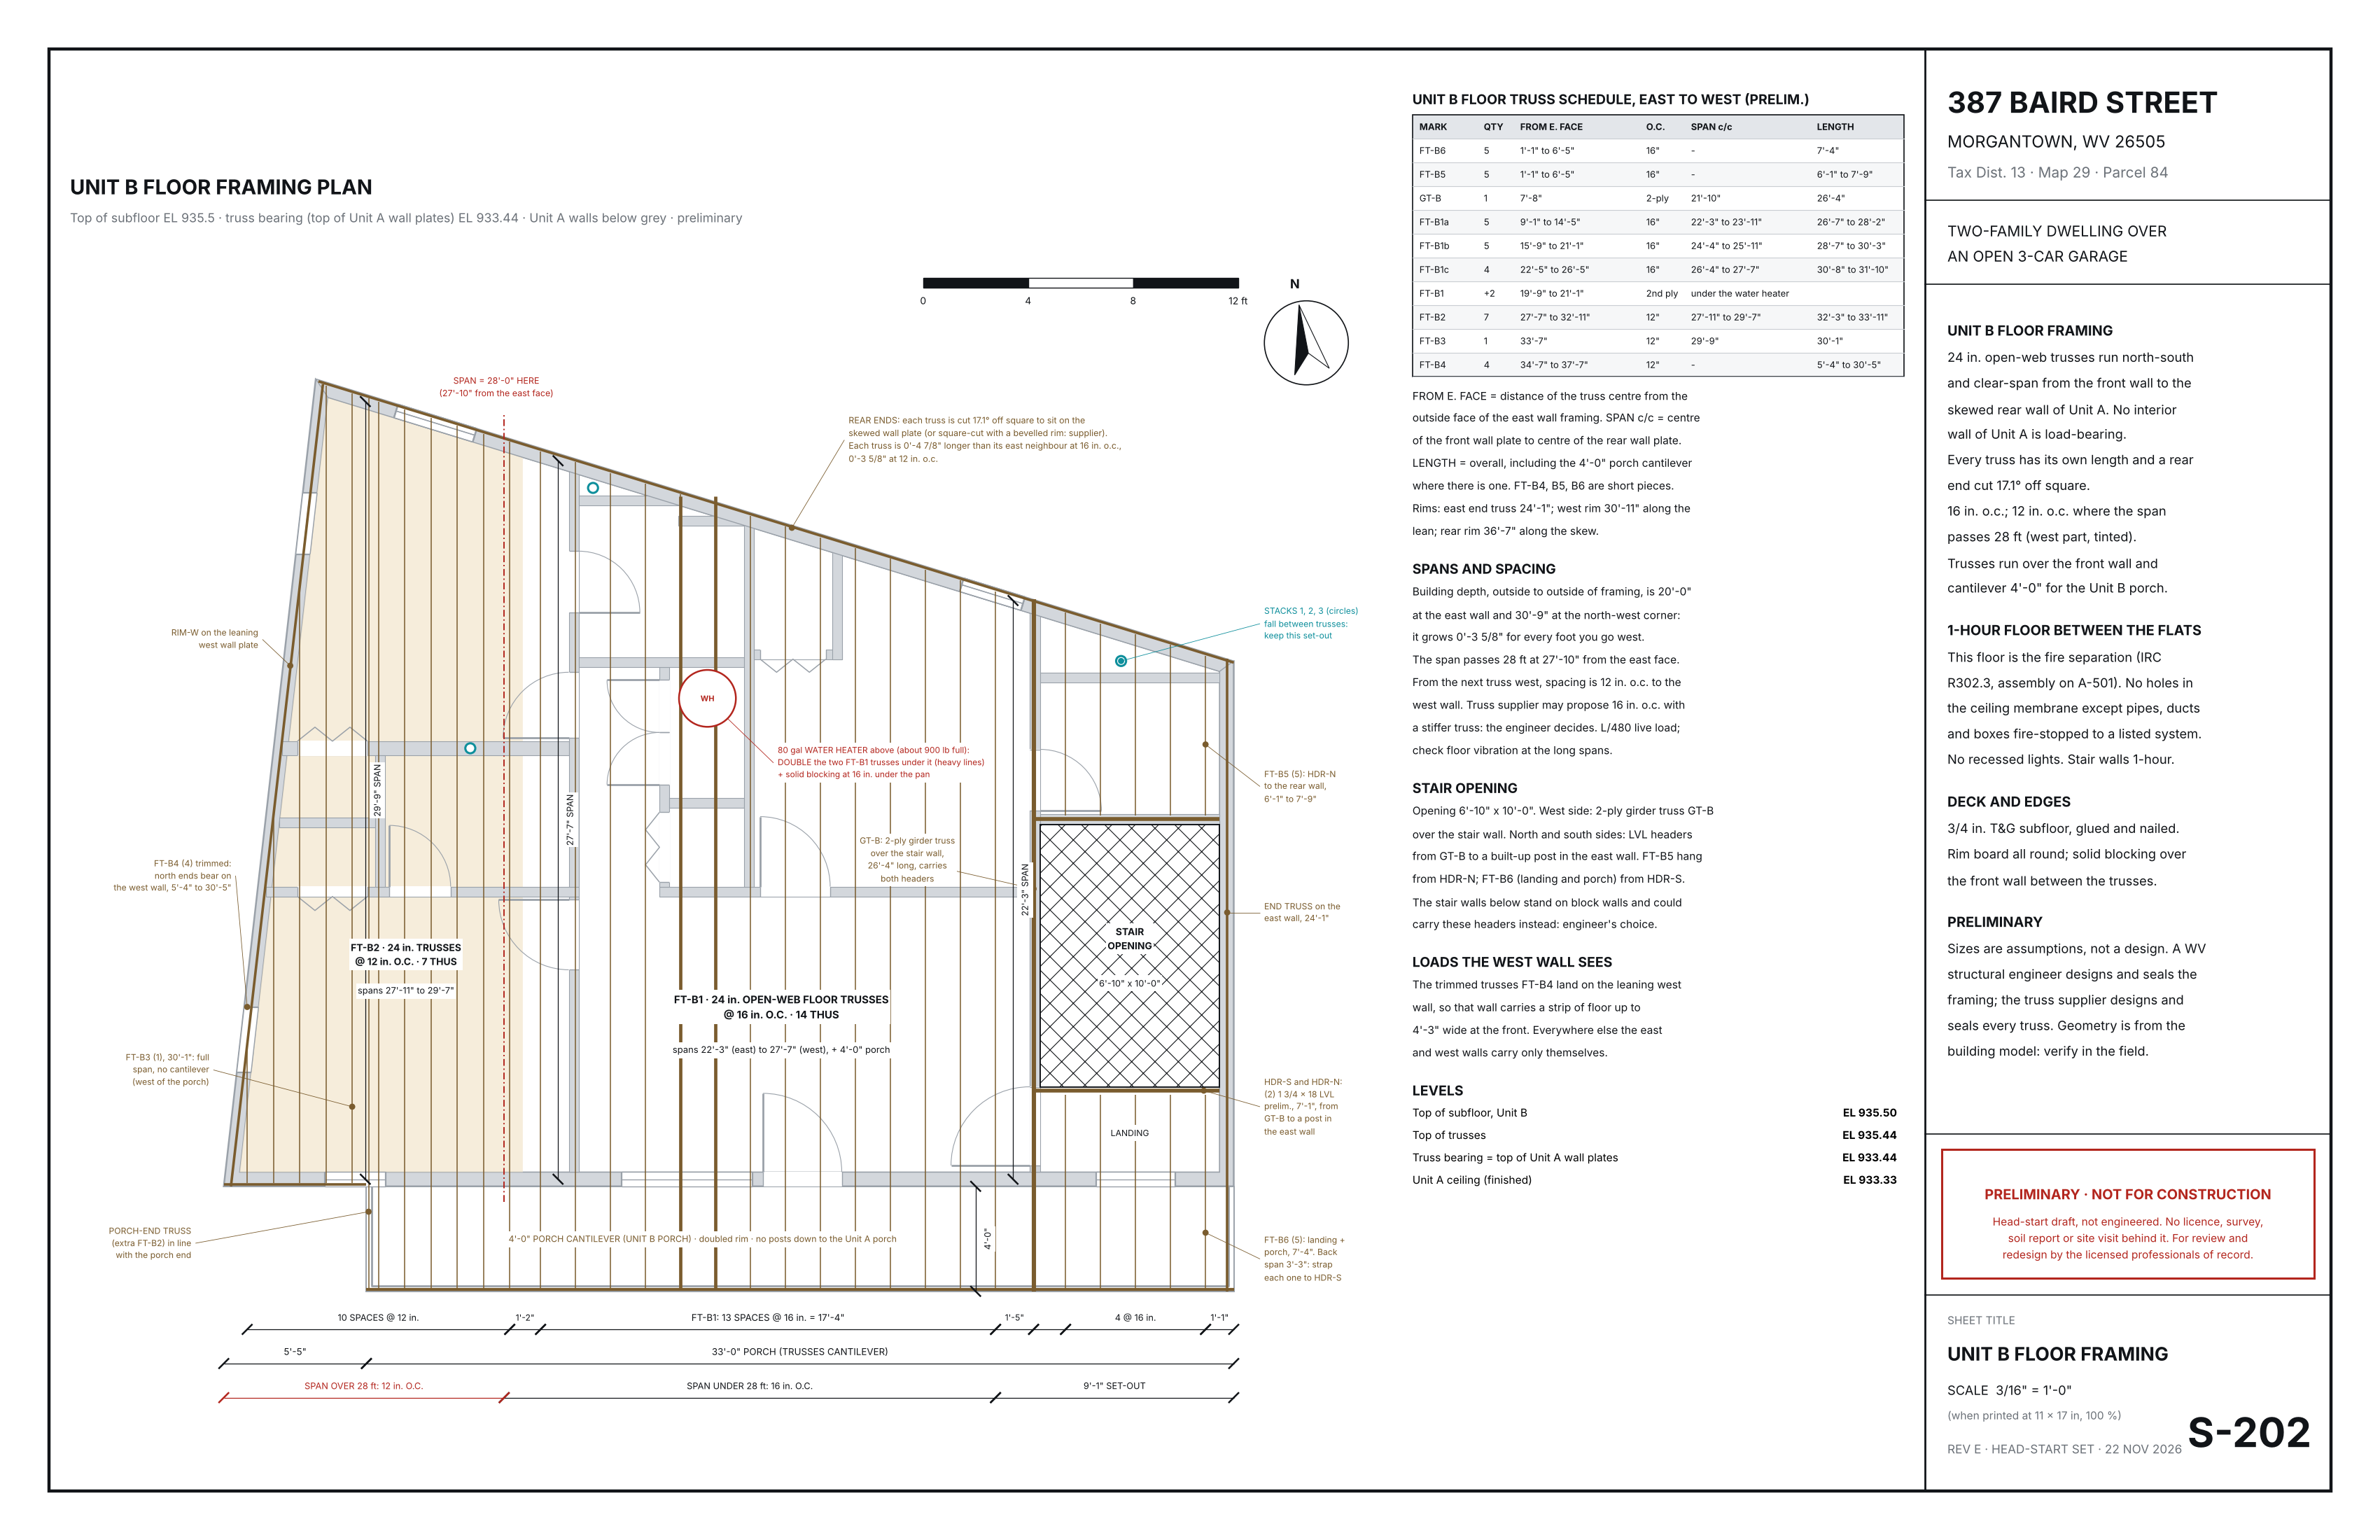 UNIT B FLOOR FRAMING PLAN
Top of subfloor EL 935.5 · truss bearing (top of Unit A wall plates) EL 933.44 · Unit A walls below grey · preliminary
0
4
8
12 ft
N
SPAN = 28'-0" HERE
(27'-10" from the east face)
REAR ENDS: each truss is cut 17.1° off square to sit on the
skewed wall plate (or square-cut with a bevelled rim: supplier).
Each truss is 0'-4 7/8" longer than its east neighbour at 16 in. o.c.,
0'-3 5/8" at 12 in. o.c.
STACKS 1, 2, 3 (circles)
fall between trusses:
keep this set-out
RIM-W on the leaning
west wall plate
WH
80 gal WATER HEATER above (about 900 lb full):
DOUBLE the two FT-B1 trusses under it (heavy lines)
+ solid blocking at 16 in. under the pan
29'-9" SPAN
27'-7" SPAN
22'-3" SPAN
FT-B5 (5): HDR-N
to the rear wall,
6'-1" to 7'-9"
GT-B: 2-ply girder truss
over the stair wall,
26'-4" long, carries
both headers
FT-B4 (4) trimmed:
north ends bear on
the west wall, 5'-4" to 30'-5"
END TRUSS on the
east wall, 24'-1"
STAIR
OPENING
6'-10" x 10'-0"
FT-B2 · 24 in. TRUSSES
@ 12 in. O.C. · 7 THUS
spans 27'-11" to 29'-7"
FT-B1 · 24 in. OPEN-WEB FLOOR TRUSSES
@ 16 in. O.C. · 14 THUS
spans 22'-3" (east) to 27'-7" (west), + 4'-0" porch
FT-B3 (1), 30'-1": full
span, no cantilever
(west of the porch)
HDR-S and HDR-N:
(2) 1 3/4 × 18 LVL
prelim., 7'-1", from
GT-B to a post in
the east wall
LANDING
PORCH-END TRUSS
(extra FT-B2) in line
with the porch end
4'-0" PORCH CANTILEVER (UNIT B PORCH) · doubled rim · no posts down to the Unit A porch
4'-0"
FT-B6 (5): landing +
porch, 7'-4". Back
span 3'-3": strap
each one to HDR-S
10 SPACES @ 12 in.
1'-2"
FT-B1: 13 SPACES @ 16 in. = 17'-4"
1'-5"
4 @ 16 in.
1'-1"
5'-5"
33'-0" PORCH (TRUSSES CANTILEVER)
SPAN OVER 28 ft: 12 in. O.C.
SPAN UNDER 28 ft: 16 in. O.C.
9'-1" SET-OUT
UNIT B FLOOR TRUSS SCHEDULE, EAST TO WEST (PRELIM.)
MARK QTY FROM E. FACE O.C. SPAN c/c LENGTH
FT-B6 5 1'-1" to 6'-5" 16" - 7'-4"
FT-B5 5 1'-1" to 6'-5" 16" - 6'-1" to 7'-9"
GT-B 1 7'-8" 2-ply 21'-10" 26'-4"
FT-B1a 5 9'-1" to 14'-5" 16" 22'-3" to 23'-11" 26'-7" to 28'-2"
FT-B1b 5 15'-9" to 21'-1" 16" 24'-4" to 25'-11" 28'-7" to 30'-3"
FT-B1c 4 22'-5" to 26'-5" 16" 26'-4" to 27'-7" 30'-8" to 31'-10"
FT-B1 +2 19'-9" to 21'-1" 2nd ply under the water heater
FT-B2 7 27'-7" to 32'-11" 12" 27'-11" to 29'-7" 32'-3" to 33'-11"
FT-B3 1 33'-7" 12" 29'-9" 30'-1"
FT-B4 4 34'-7" to 37'-7" 12" - 5'-4" to 30'-5"
FROM E. FACE = distance of the truss centre from the
outside face of the east wall framing. SPAN c/c = centre
of the front wall plate to centre of the rear wall plate.
LENGTH = overall, including the 4'-0" porch cantilever
where there is one. FT-B4, B5, B6 are short pieces.
Rims: east end truss 24'-1"; west rim 30'-11" along the
lean; rear rim 36'-7" along the skew.
SPANS AND SPACING
Building depth, outside to outside of framing, is 20'-0"
at the east wall and 30'-9" at the north-west corner:
it grows 0'-3 5/8" for every foot you go west.
The span passes 28 ft at 27'-10" from the east face.
From the next truss west, spacing is 12 in. o.c. to the
west wall. Truss supplier may propose 16 in. o.c. with
a stiffer truss: the engineer decides. L/480 live load;
check floor vibration at the long spans.
STAIR OPENING
Opening 6'-10" x 10'-0". West side: 2-ply girder truss GT-B
over the stair wall. North and south sides: LVL headers
from GT-B to a built-up post in the east wall. FT-B5 hang
from HDR-N; FT-B6 (landing and porch) from HDR-S.
The stair walls below stand on block walls and could
carry these headers instead: engineer's choice.
LOADS THE WEST WALL SEES
The trimmed trusses FT-B4 land on the leaning west
wall, so that wall carries a strip of floor up to
4'-3" wide at the front. Everywhere else the east
and west walls carry only themselves.
LEVELS
Top of subfloor, Unit B EL 935.50
Top of trusses EL 935.44
Truss bearing = top of Unit A wall plates EL 933.44
Unit A ceiling (finished) EL 933.33
387 BAIRD STREET
MORGANTOWN, WV 26505
Tax Dist. 13 · Map 29 · Parcel 84
TWO-FAMILY DWELLING OVER
AN OPEN 3-CAR GARAGE
UNIT B FLOOR FRAMING
24 in. open-web trusses run north-south
and clear-span from the front wall to the
skewed rear wall of Unit A. No interior
wall of Unit A is load-bearing.
Every truss has its own length and a rear
end cut 17.1° off square.
16 in. o.c.; 12 in. o.c. where the span
passes 28 ft (west part, tinted).
Trusses run over the front wall and
cantilever 4'-0" for the Unit B porch.
1-HOUR FLOOR BETWEEN THE FLATS
This floor is the fire separation (IRC
R302.3, assembly on A-501). No holes in
the ceiling membrane except pipes, ducts
and boxes fire-stopped to a listed system.
No recessed lights. Stair walls 1-hour.
DECK AND EDGES
3/4 in. T&G subfloor, glued and nailed.
Rim board all round; solid blocking over
the front wall between the trusses.
PRELIMINARY
Sizes are assumptions, not a design. A WV
structural engineer designs and seals the
framing; the truss supplier designs and
seals every truss. Geometry is from the
building model: verify in the field.
PRELIMINARY · NOT FOR CONSTRUCTION
Head-start draft, not engineered. No licence, survey,
soil report or site visit behind it. For review and
redesign by the licensed professionals of record.
SHEET TITLE
UNIT B FLOOR FRAMING
SCALE 3/16" = 1'-0"
(when printed at 11 × 17 in, 100 %)
REV E · HEAD-START SET · 22 NOV 2026
S-202